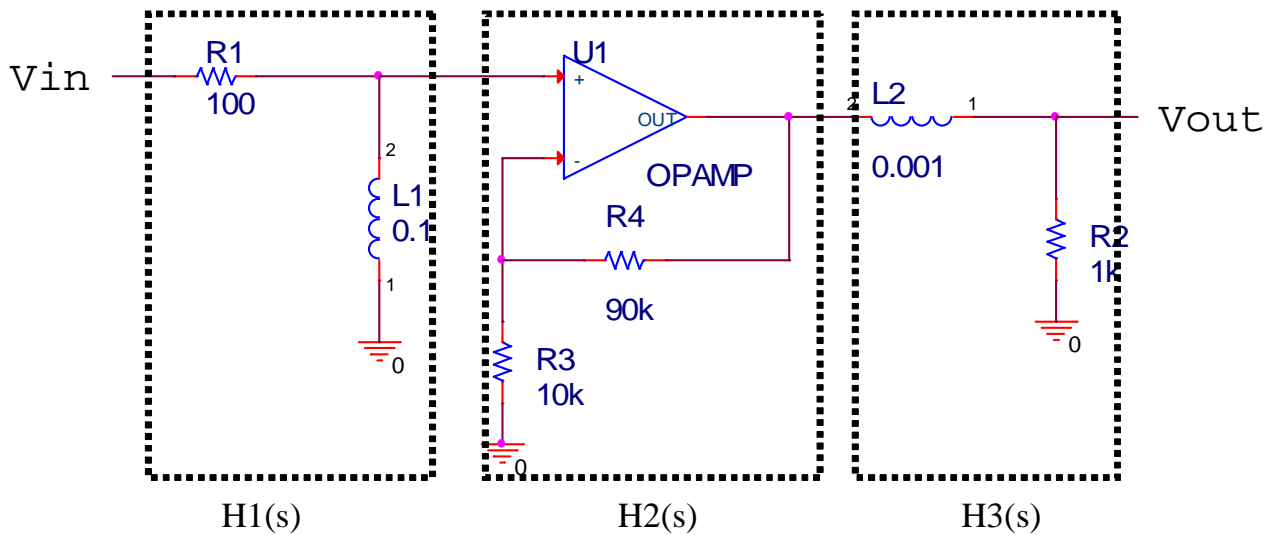 Vin
R1
100
2
L1
0.1
1
0
H1(s)
U1
+
OUT
-
OPAMP
R4
90k
R3
10k
0
H2(s)
2
L2
1
0.001
Vout
R2
1k
0
H3(s)